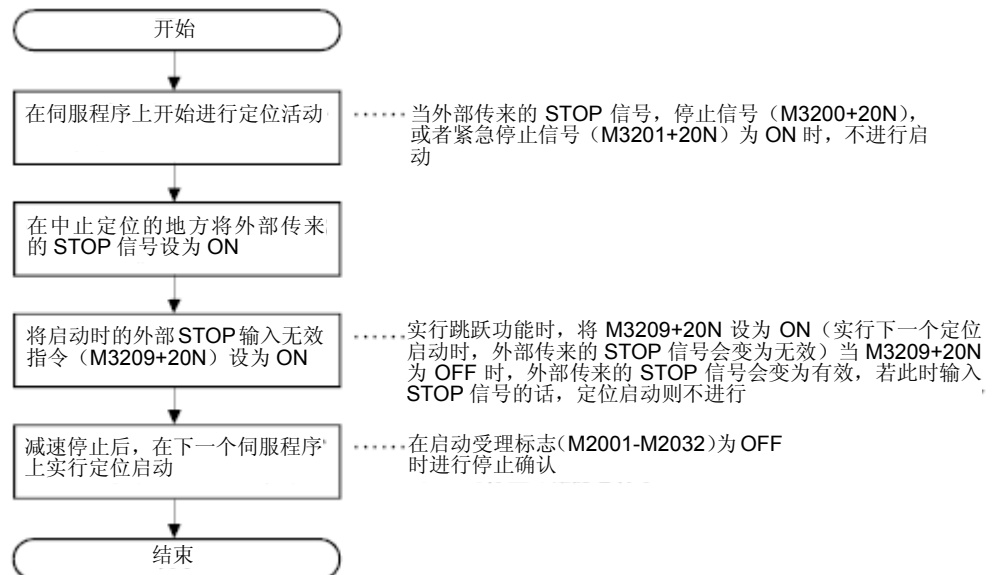 开始
在伺服程序上开始进行定位活动
······当外部传来的 STOP 信号，停止信号（M3200+20N），
或者紧急停止信号（M3201+20N）为 ON 时，不进行启
动
在中止定位的地方将外部传来
的 STOP 信号设为 ON
将启动时的外部 STOP 输入无效
指令（M3209+20N）设为 ON
······实行跳跃功能时，将 M3209+20N 设为 ON（实行下一个定位
启动时，外部传来的 STOP 信号会变为无效）当 M3209+20N
为 OFF 时，外部传来的 STOP 信号会变为有效，若此时输入
STOP 信号的话，定位启动则不进行
减速停止后，在下一个伺服程序
上实行定位启动
······在启动受理标志（M2001-M2032）为 OFF
时进行停止确认
结束